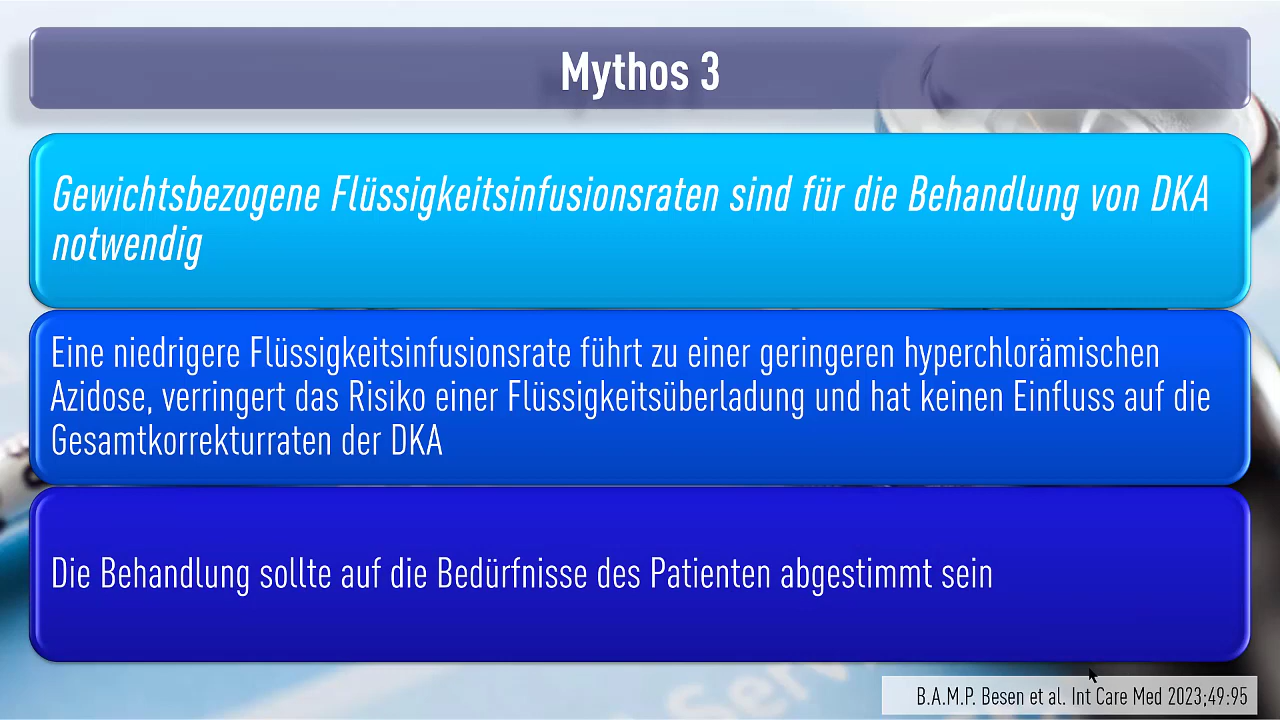 Mythos 3
Gewichtsbezogene Flüssigkeitsinfusionsraten sind für die Behandlung von DKA
notwendig
Eine niedrigere Flüssigkeitsinfusionsrate führt zu einer geringeren hyperchlorämischen
Azidose, verringert das Risiko einer Flüssigkeitsüberladung und hat keinen Einfluss auf die
Gesamtkorrekturraten der DKA
Die Behandlung sollte auf die Bedürfnisse des Patienten abgestimmt sein
B.A.M.P. Besen et al. Int Care Med 2023;49:95